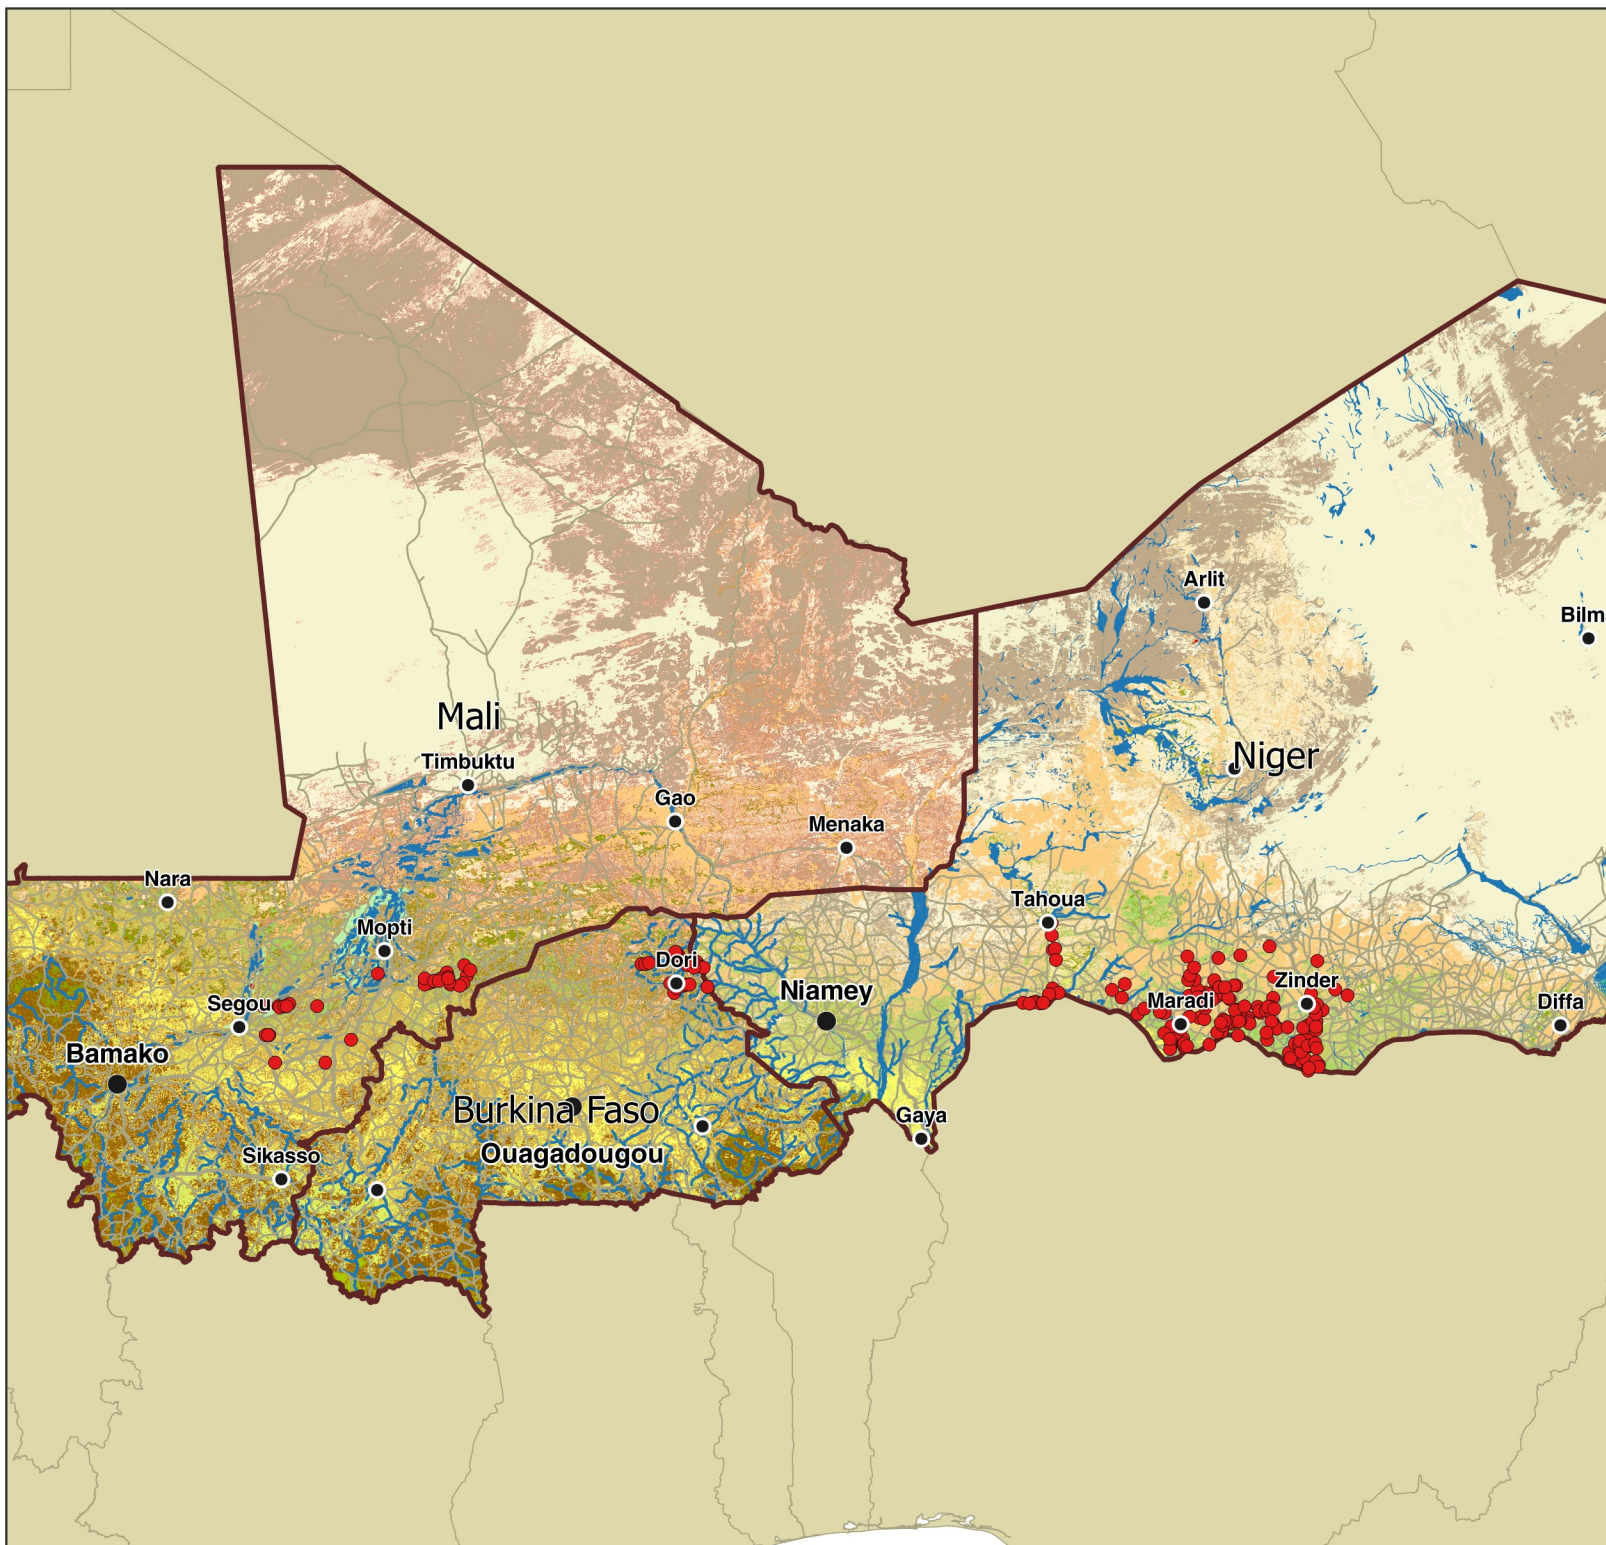 Arlit
Bilm
Mali
Niger
Timbuktu
Gao
Menaka
Nara
Tahoua
Mopti
Dori
Zinder
Niamey
Segou
Maradi
Diffa
Bamako
Burkina Faso
Gaya
Ouagadougou
Sikasso